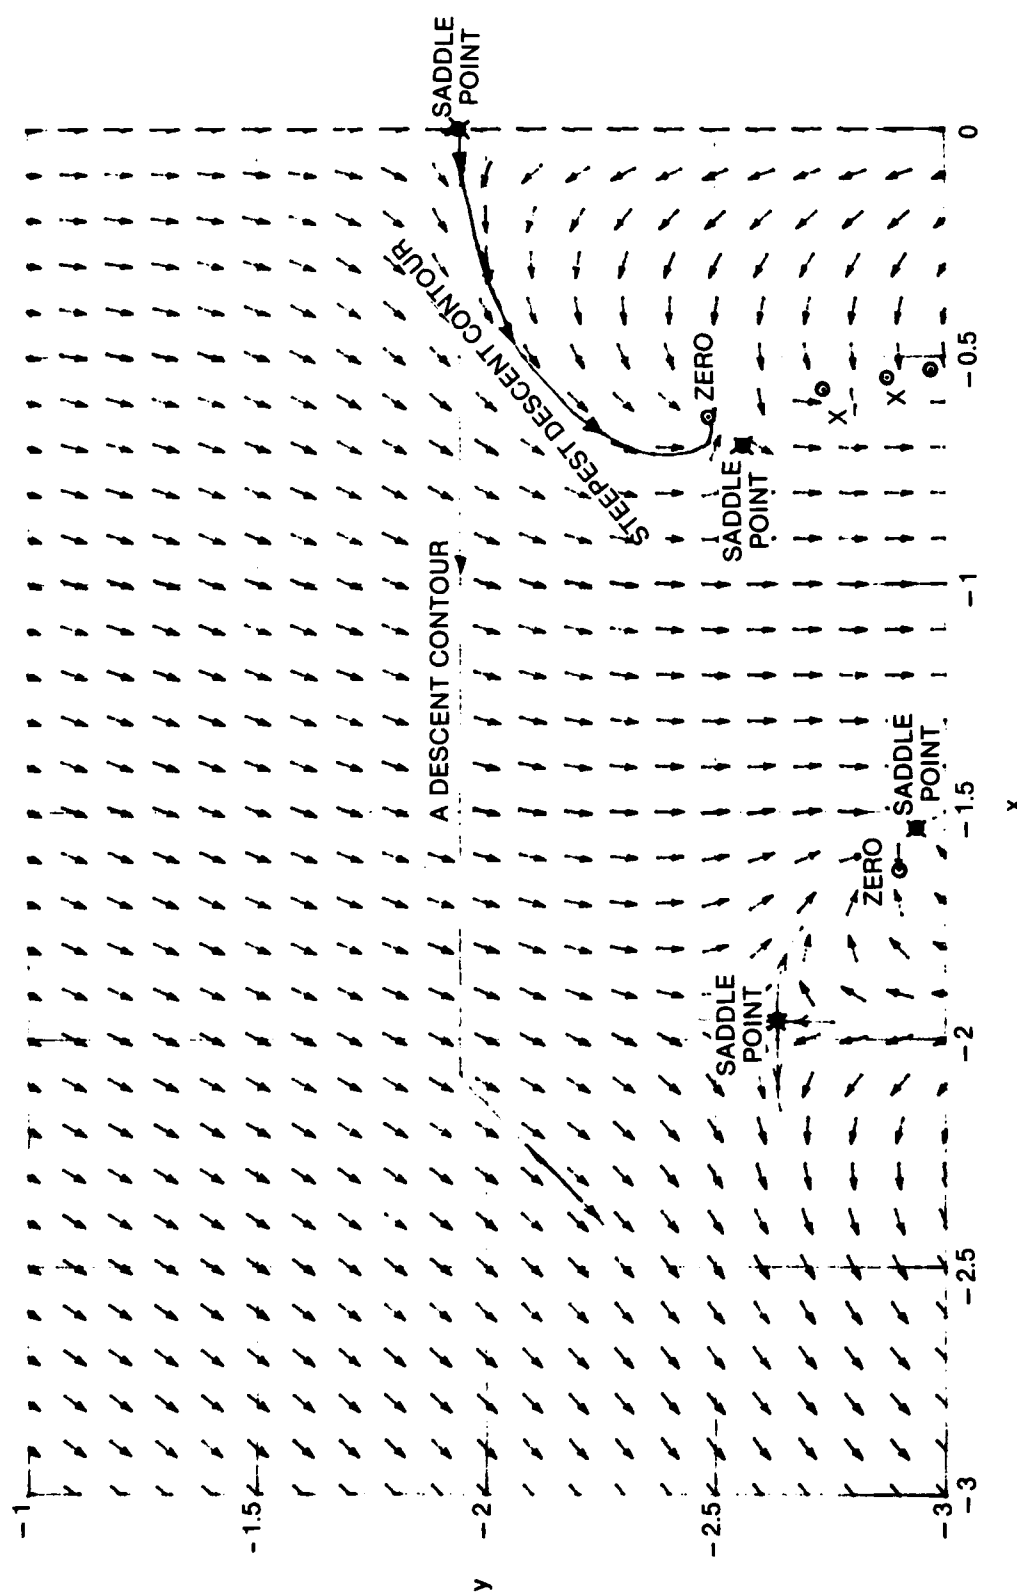 SADDLE
POINT
STEEPEST DESCENT CONTOUR
ZERO
SADDLE
POINT
X
X
A DESCENT CONTOUR
SADDLE
POINT
ZERO
SADDLE
POINT
y
-1
-1.5
-2
-2.5
-3
-3
-2.5
-2
-1.5
-1
-0.5
0
x